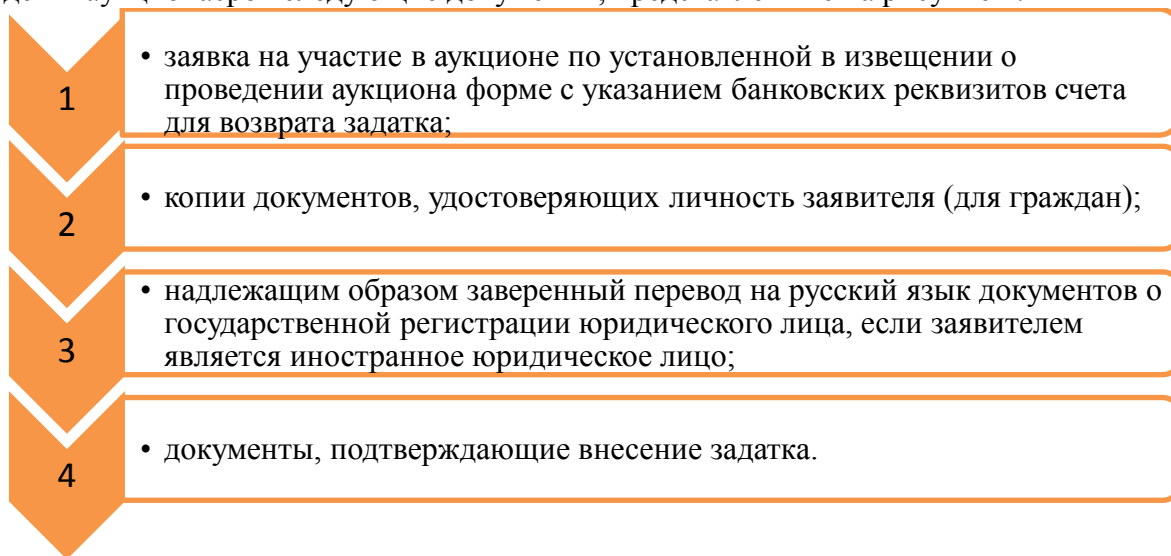 1
• заявка на участие в аукционе по установленной в извещении о
проведении аукциона форме с указанием банковских реквизитов счета
для возврата задатка;
2
• копии документов, удостоверяющих личность заявителя (для граждан);
3
• надлежащим образом заверенный перевод на русский язык документов о
государственной регистрации юридического лица, если заявителем
является иностранное юридическое лицо;
4
• документы, подтверждающие внесение задатка.